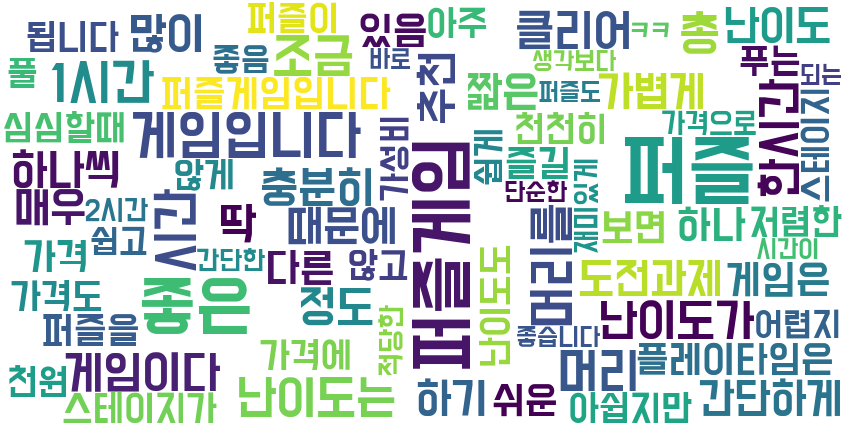 퍼즐이
있음
아주
클리어
ㅋㅋ
총
난이도
됩니다
많이
좋음
조금
바로
생각보다
푸는
되는
풀
1시간
퍼즐게임입니다
추천
짧은
퍼즐도
가볍게
한시간
스테이지
심심할때
게임입니다
가성비
쉽게
천천히
가격으로
퍼즐
하나씩
않게
충분히
퍼즐게임
즐길
단순한
재미있게
매우
2시간
시간
딱
때문에
머리를
보면
하나
저렴한
가격
쉽고
간단한
다른
않고
난이도도
시간이
가격도
좋은
정도
적당한
도전과제
게임은
퍼즐을
좋습니다
난이도가
어렵지
천원
게임이다
가격에
머리
플레이타임은
스테이지가
난이도는
하기
쉬운
아쉽지만
간단하게